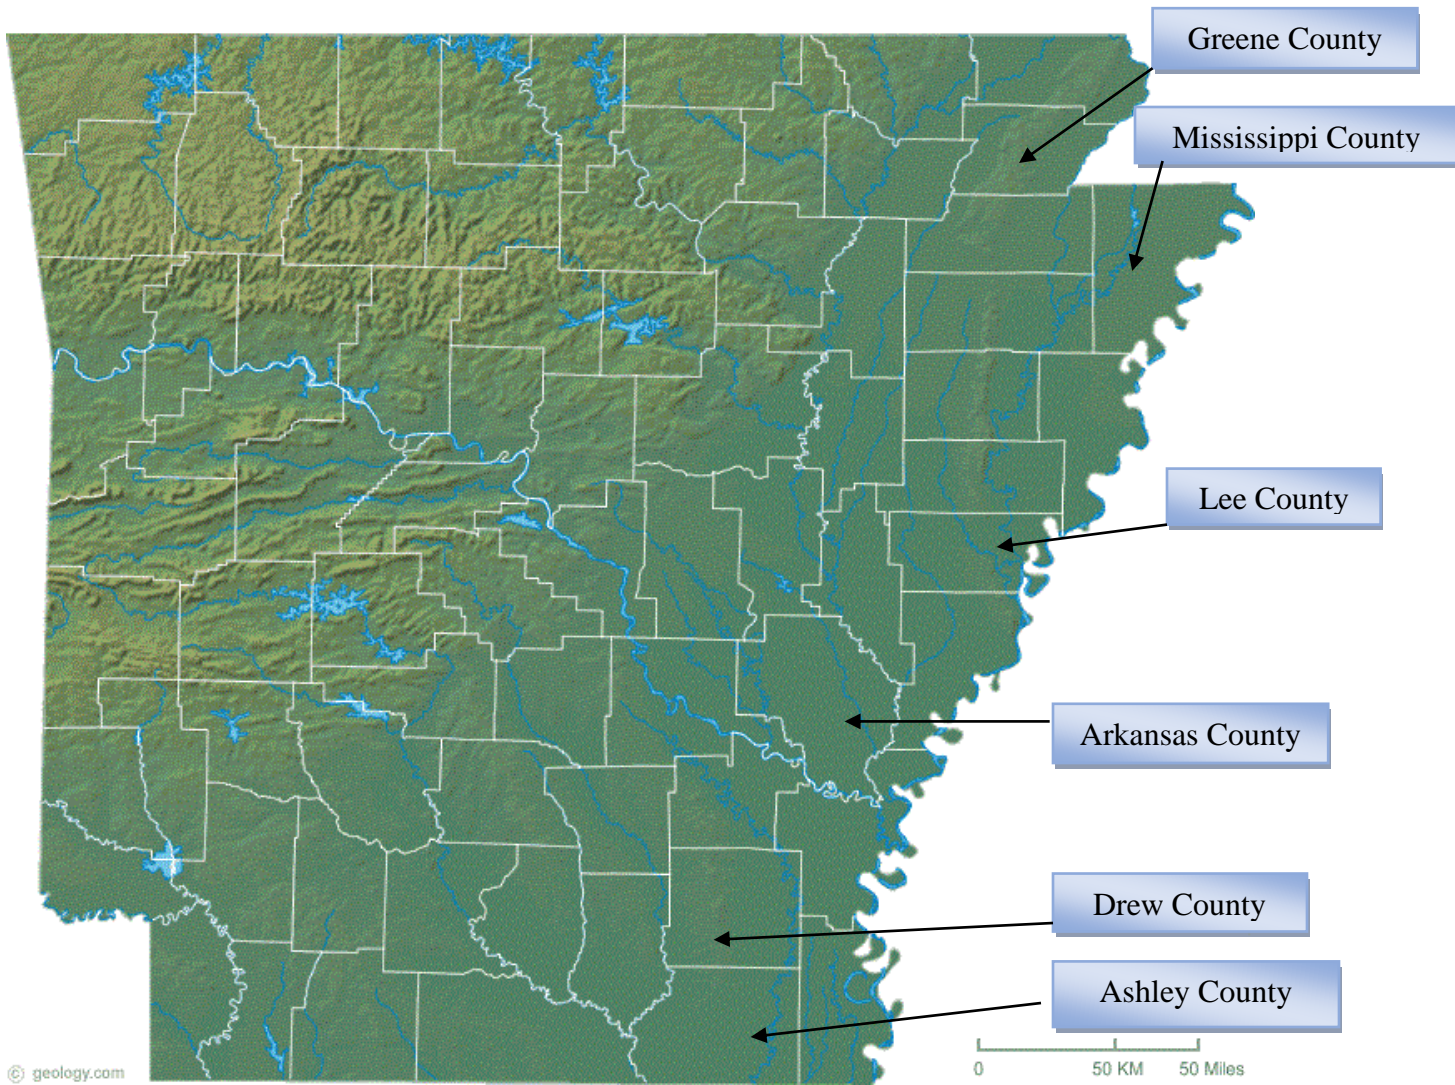 Greene County
Mississippi County
Lee County
Arkansas County
Drew County
Ashley County
0 50 KM 50 Miles
© geology.com